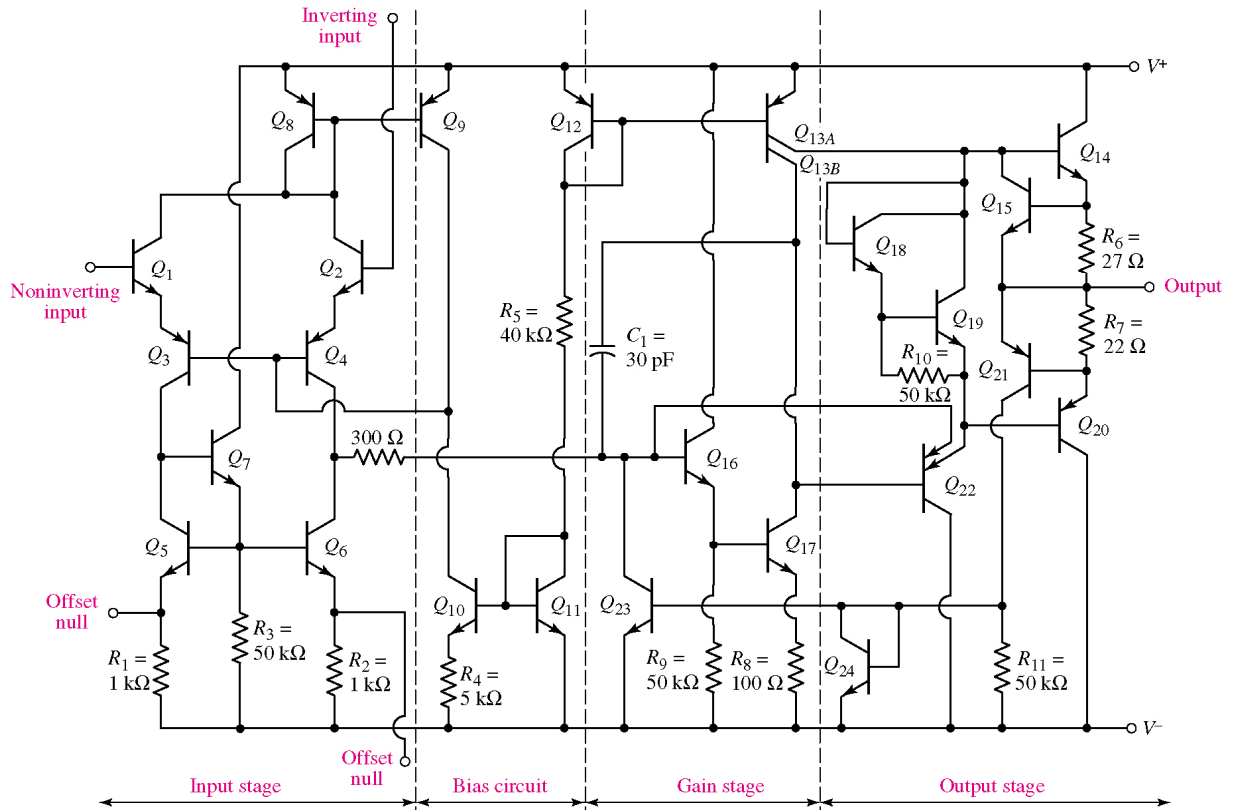 Inverting
input
V+
Q8
Q9
Q12
Q13A
Q13B
Q14
Q15
Q1
Q2
Noninverting
input
Q18
R6 =
27 Ω
Output
Q3
Q4
R5 =
40 kΩ
C1 =
30 pF
Q19
R7 =
22 Ω
R10 =
50 kΩ
Q21
300 Ω
Q7
Q16
Q20
Q22
Q5
Q6
Q17
Offset
null
Q10
Q11
Q23
R3 =
50 kΩ
R1 =
1 kΩ
R2 =
1 kΩ
R4 =
5 kΩ
R9 =
50 kΩ
R8 =
100 Ω
Q24
R11 =
50 kΩ
V−
Offset
null
Input stage
Bias circuit
Gain stage
Output stage